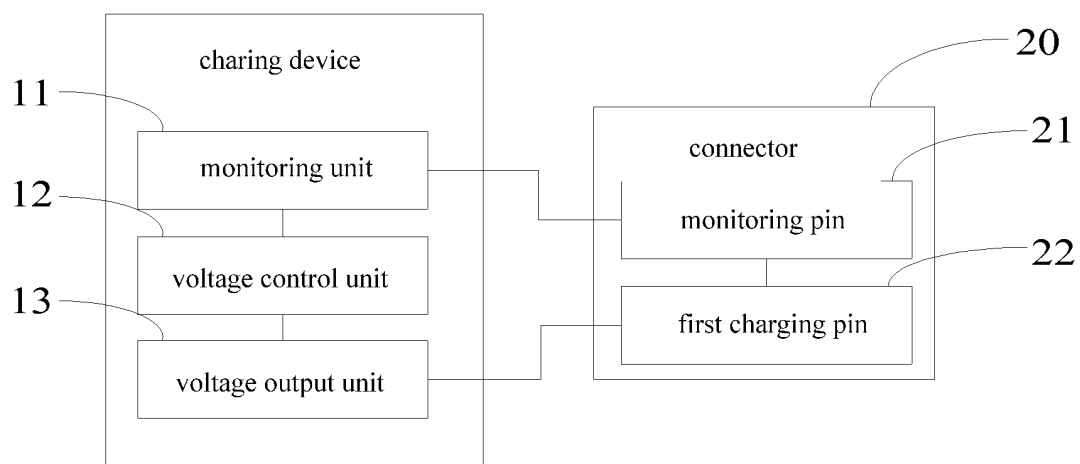 charing device
11
monitoring unit
12
voltage control unit
13
voltage output unit
20
connector
21
monitoring pin
22
first charging pin